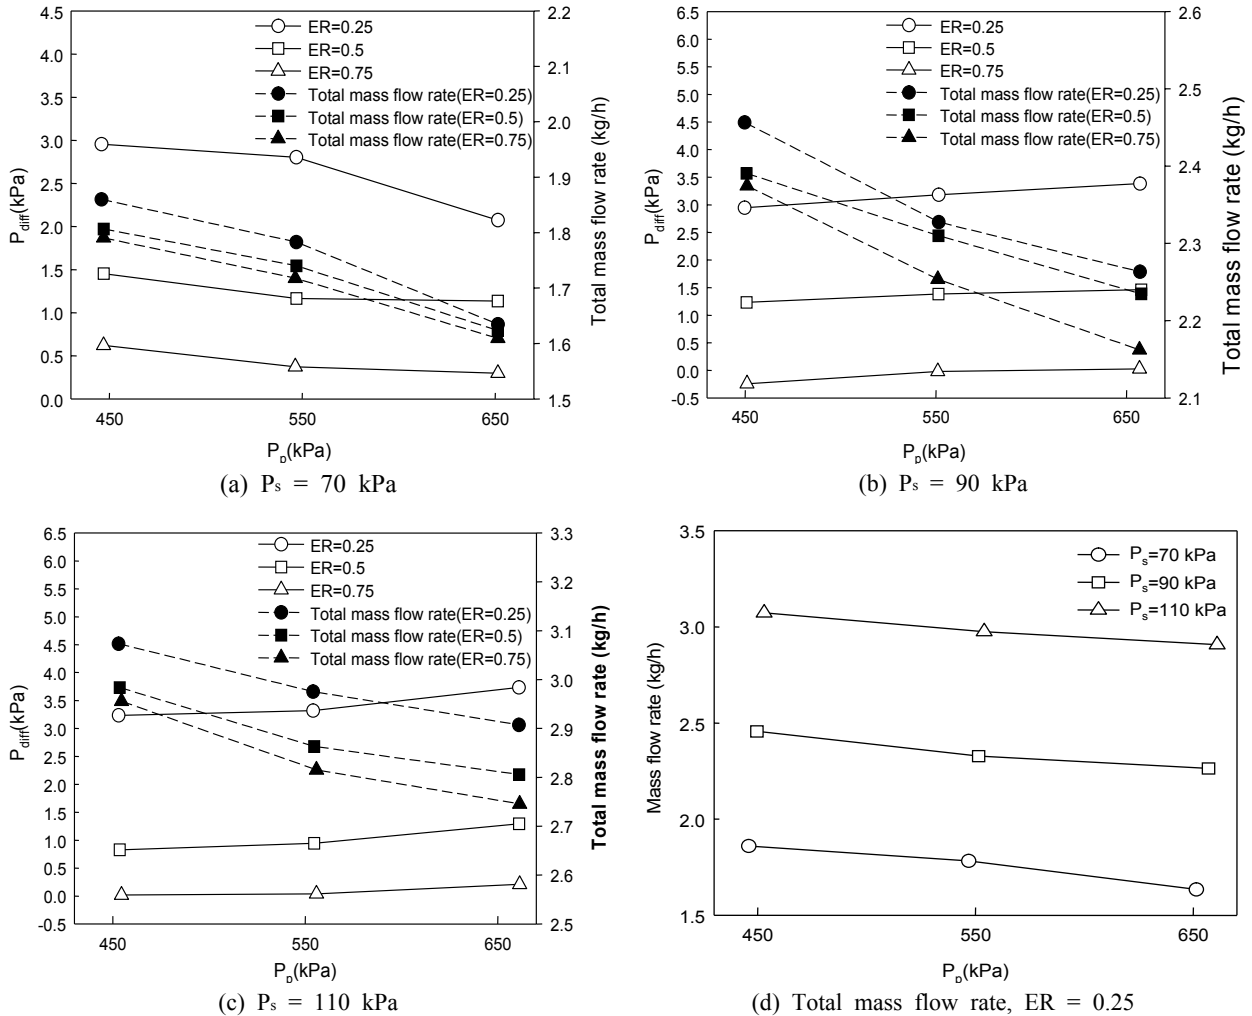 4.5
4.0
3.5
3.0
2.5
2.0
1.5
1.0
0.5
0.0
P_diff(kPa)
ER=0.25
ER=0.5
ER=0.75
Total mass flow rate(ER=0.25)
Total mass flow rate(ER=0.5)
Total mass flow rate(ER=0.75)
2.2
2.1
2.0
1.9
1.8
1.7
1.6
1.5
Total mass flow rate (kg/h)
450 550 650
P_p(kPa)
(a) Ps = 70 kPa
6.5
6.0
5.5
5.0
4.5
4.0
3.5
3.0
2.5
2.0
1.5
1.0
0.5
0.0
-0.5
P_diff(kPa)
ER=0.25
ER=0.5
ER=0.75
Total mass flow rate(ER=0.25)
Total mass flow rate(ER=0.5)
Total mass flow rate(ER=0.75)
2.6
2.5
2.4
2.3
2.2
2.1
Total mass flow rate (kg/h)
450 550 650
P_p(kPa)
(b) Ps = 90 kPa
6.5
6.0
5.5
5.0
4.5
4.0
3.5
3.0
2.5
2.0
1.5
1.0
0.5
0.0
-0.5
P_diff(kPa)
ER=0.25
ER=0.5
ER=0.75
Total mass flow rate(ER=0.25)
Total mass flow rate(ER=0.5)
Total mass flow rate(ER=0.75)
3.3
3.2
3.1
3.0
2.9
2.8
2.7
2.6
2.5
Total mass flow rate (kg/h)
450 550 650
P_p(kPa)
(c) Ps = 110 kPa
3.5
3.0
2.5
2.0
1.5
Mass flow rate (kg/h)
P_s=70 kPa
P_s=90 kPa
P_s=110 kPa
450 550 650
P_p(kPa)
(d) Total mass flow rate, ER = 0.25